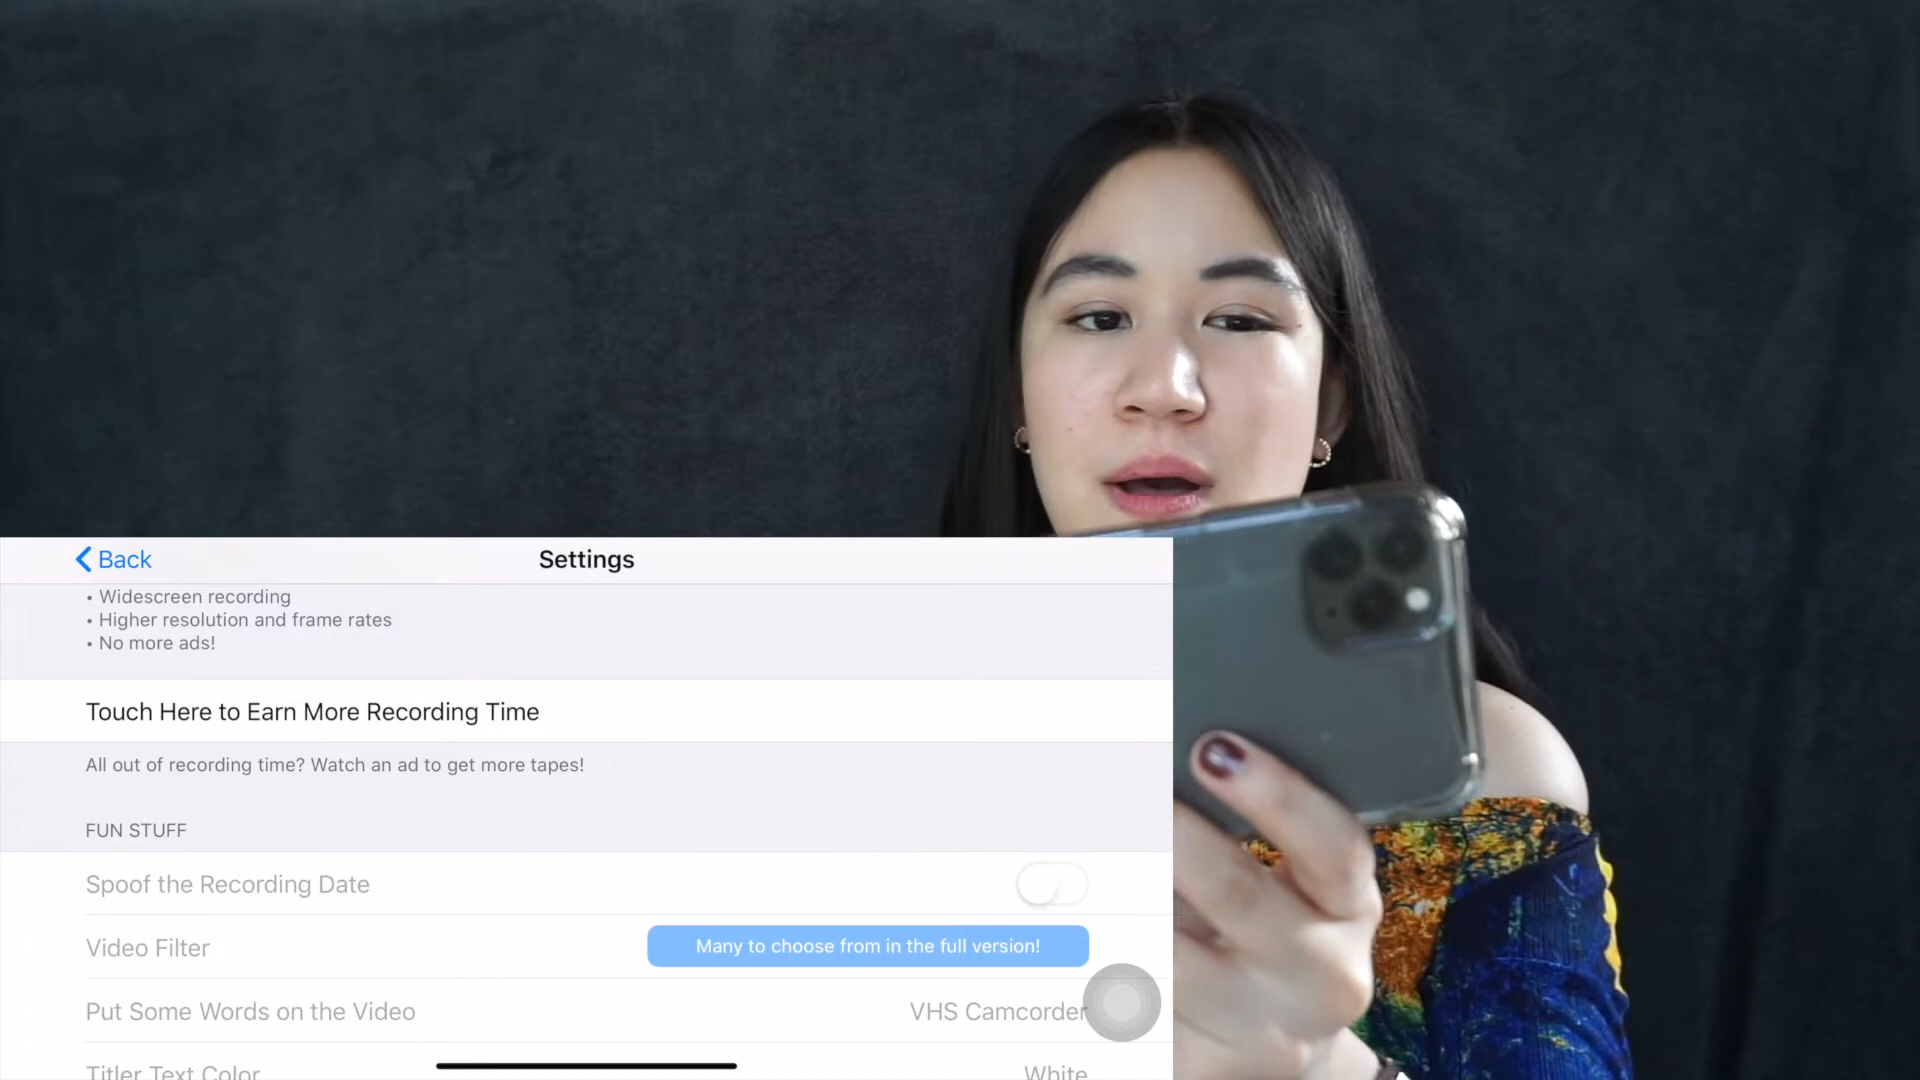 Back
Settings
• Widescreen recording
• Higher resolution and frame rates
• No more ads!
Touch Here to Earn More Recording Time
All out of recording time? Watch an ad to get more tapes!
FUN STUFF
Spoof the Recording Date
Video Filter
Many to choose from in the full version!
Put Some Words on the Video
VHS Camcorder
Titler Text Color
White